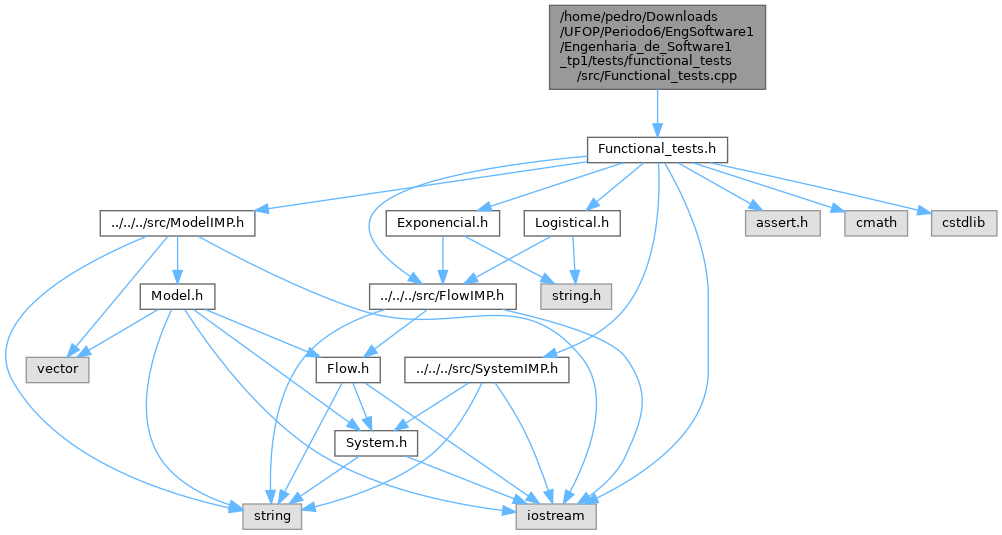 /home/pedro/Downloads
/UFOP/Periodo6/EngSoftware1
/Engenharia_de_Software1
_tp1/tests/functional_tests
/src/Functional_tests.cpp
Functional_tests.h
../../../src/ModelIMP.h
Exponencial.h
Logistical.h
assert.h
cmath
cstdlib
Model.h
../../../src/FlowIMP.h
string.h
vector
Flow.h
../../../src/SystemIMP.h
System.h
string
iostream